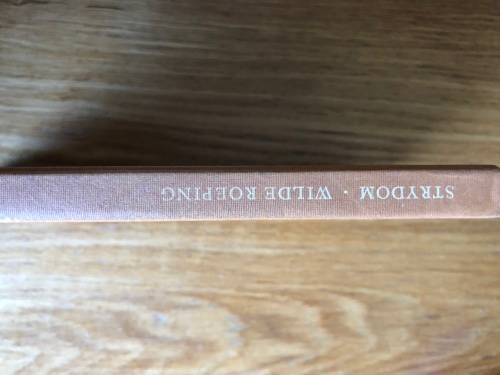 STRYDOM · WILDE ROEPING